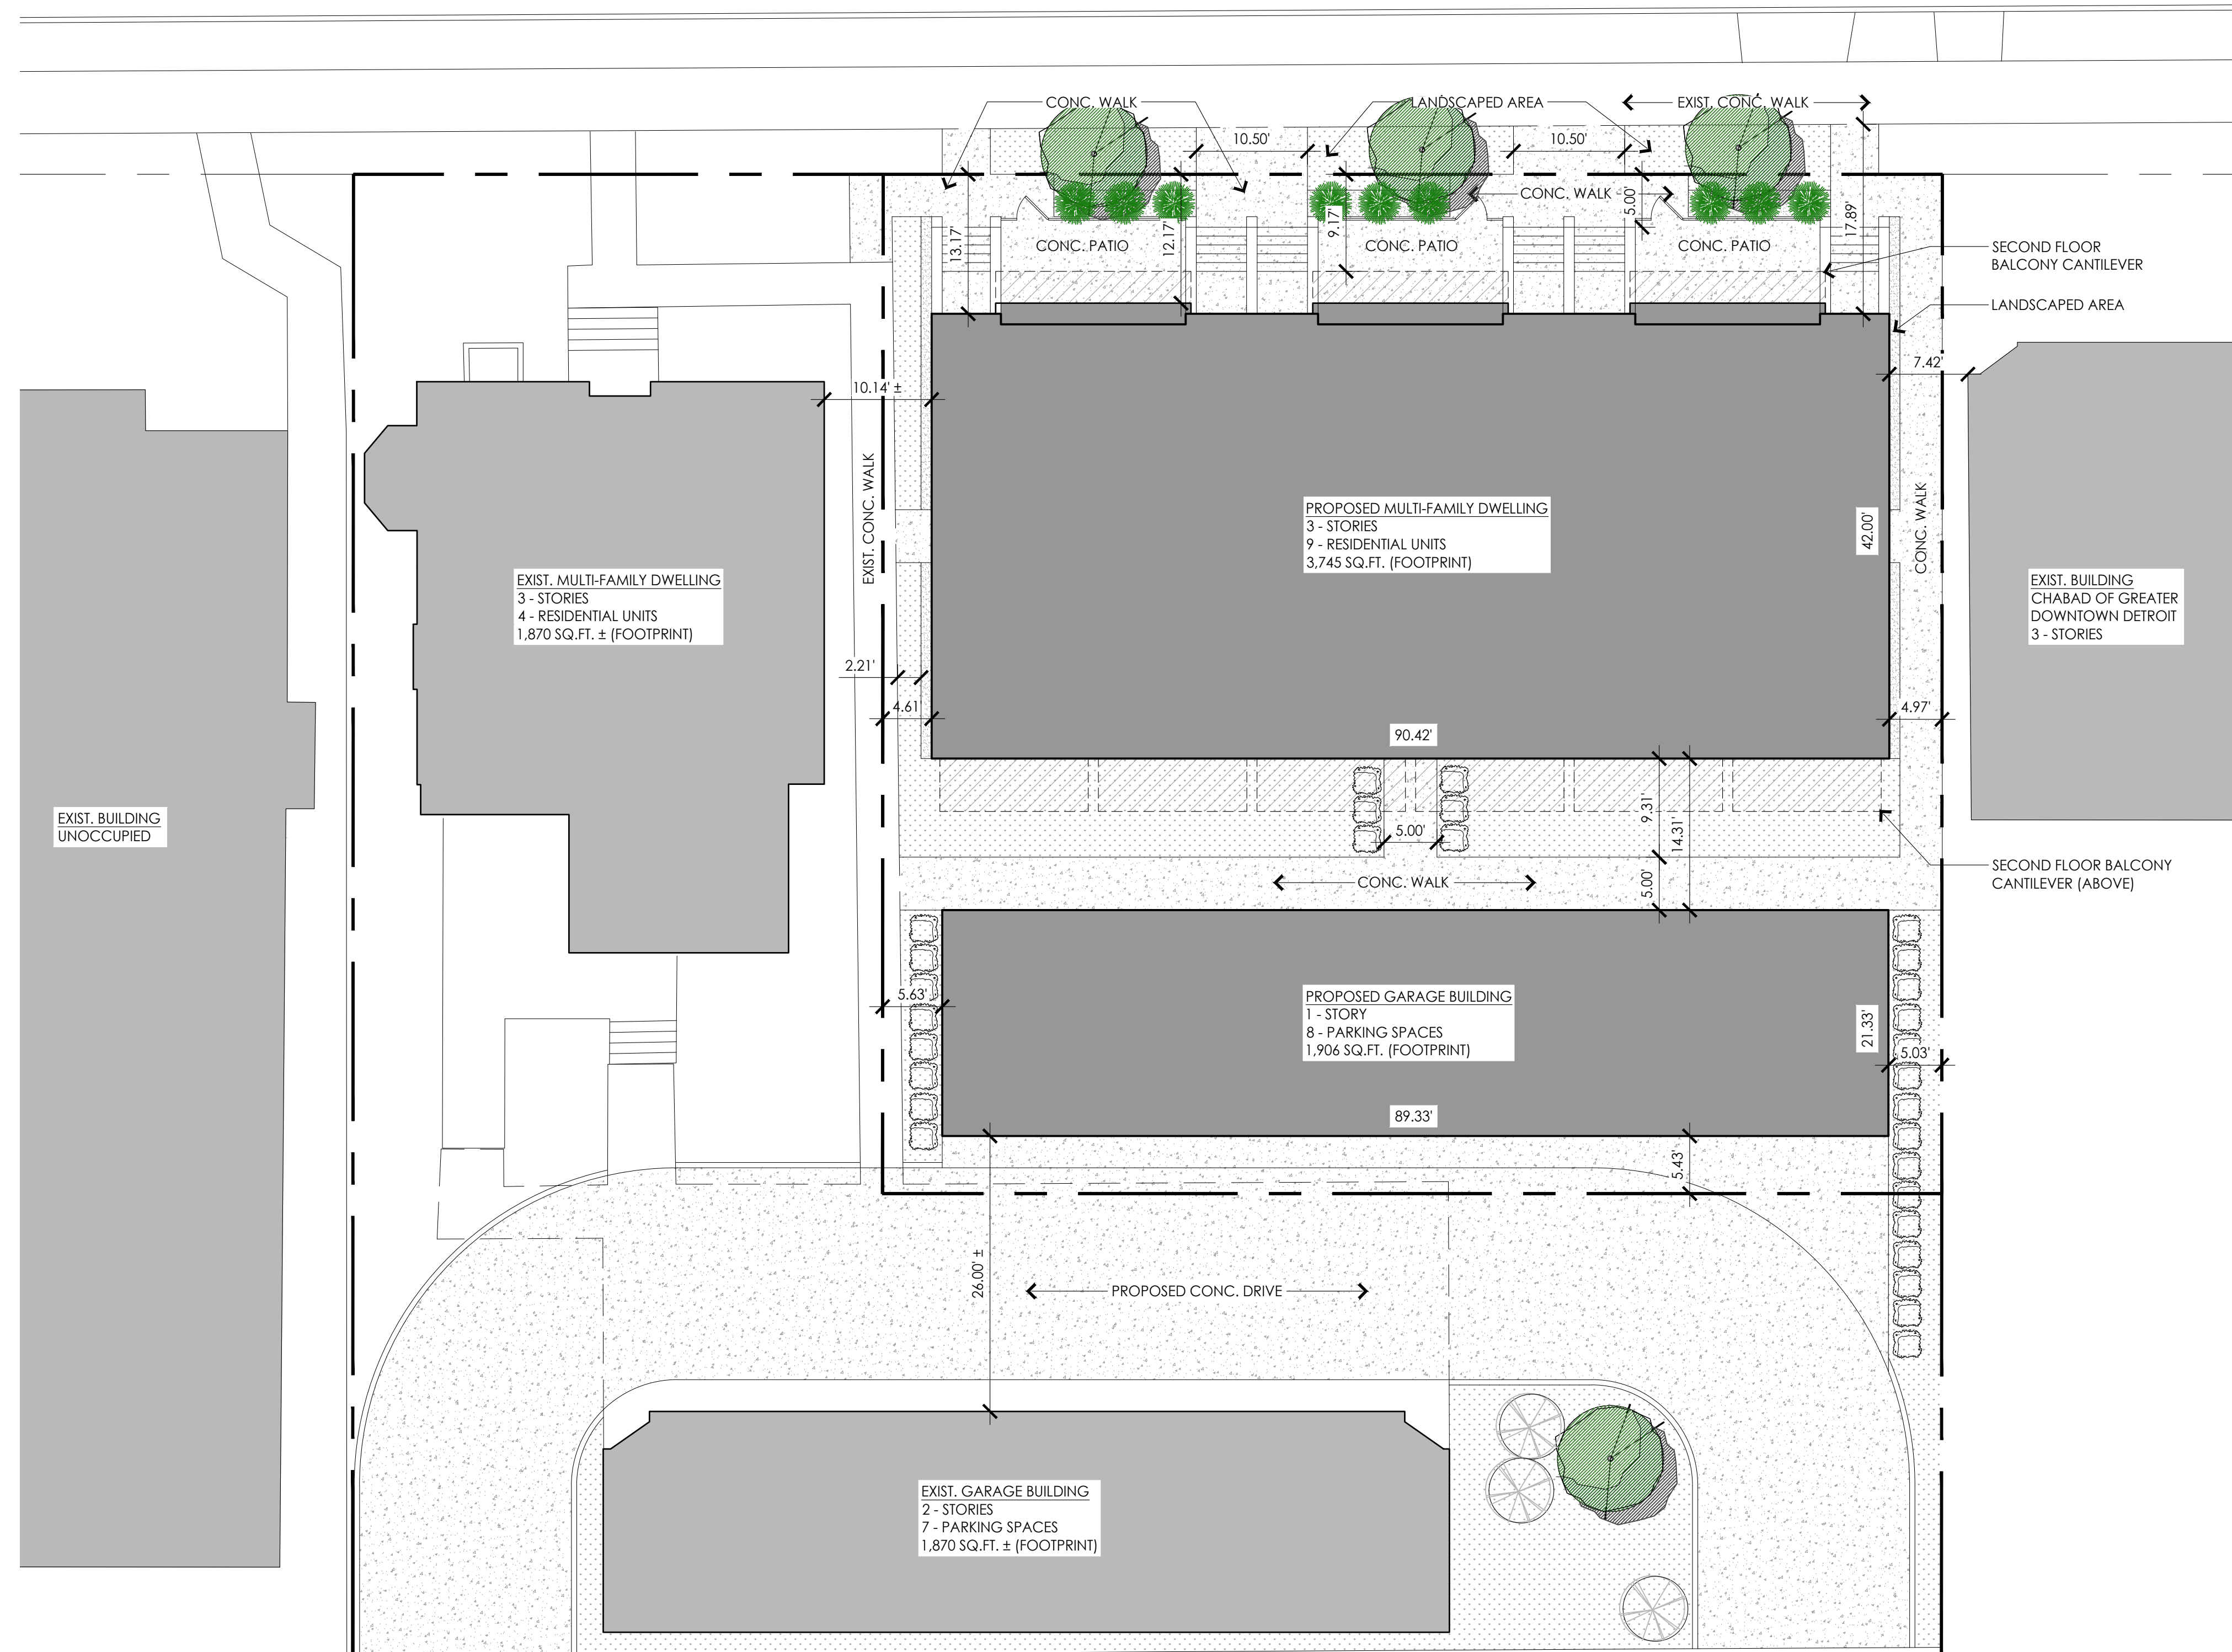 CONC. WALK
LANDSCAPED AREA
EXIST. CONC. WALK
10.50'
10.50'
CONC. WALK
5.00'
17.89'
9.17'
13.17'
12.17'
CONC. PATIO
CONC. PATIO
CONC. PATIO
SECOND FLOOR
BALCONY CANTILEVER
LANDSCAPED AREA
7.42'
10.14' ±
EXIST. CONC. WALK
PROPOSED MULTI-FAMILY DWELLING
3 - STORIES
9 - RESIDENTIAL UNITS
3,745 SQ.FT. (FOOTPRINT)
42.00'
CONC. WALK
EXIST. MULTI-FAMILY DWELLING
3 - STORIES
4 - RESIDENTIAL UNITS
1,870 SQ.FT. ± (FOOTPRINT)
EXIST. BUILDING
CHABAD OF GREATER
DOWNTOWN DETROIT
3 - STORIES
2.21'
4.61'
4.97'
90.42'
EXIST. BUILDING
UNOCCUPIED
9.31'
14.31'
5.00'
5.00'
CONC. WALK
SECOND FLOOR BALCONY
CANTILEVER (ABOVE)
5.63'
PROPOSED GARAGE BUILDING
1 - STORY
8 - PARKING SPACES
1,906 SQ.FT. (FOOTPRINT)
21.33'
5.03'
89.33'
5.43'
26.00' ±
PROPOSED CONC. DRIVE
EXIST. GARAGE BUILDING
2 - STORIES
7 - PARKING SPACES
1,870 SQ.FT. ± (FOOTPRINT)